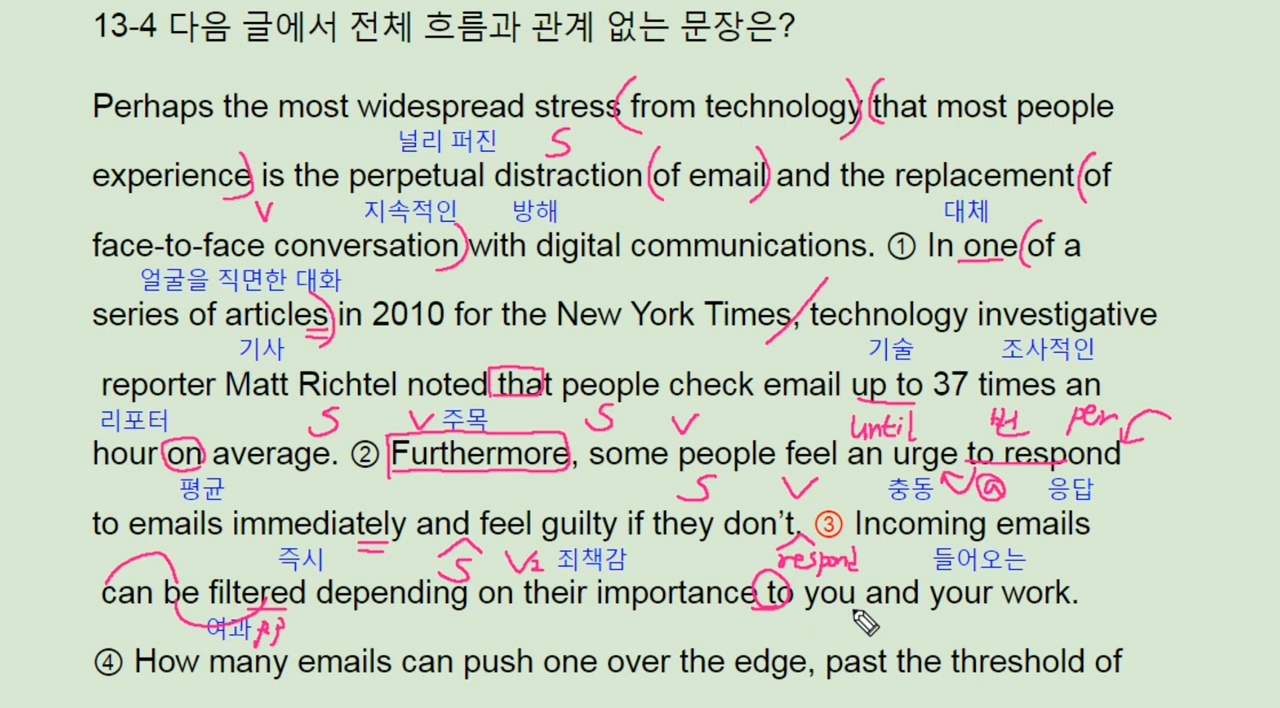 13-4 다음 글에서 전체 흐름과 관계 없는 문장은?
Perhaps the most widespread stress (from technology) (that most people
널리 퍼진 S
experience) is the perpetual distraction (of email) and the replacement (of
V 지속적인 방해 대체
face-to-face conversation) with digital communications. ① In one (of a
얼굴을 직면한 대화
series of articles) in 2010 for the New York Times, / technology investigative
기사 기술 조사적인
reporter Matt Richtel noted that people check email up to 37 times an
리포터 S V 주목 S V until 번 per
hour on average. ② Furthermore, some people feel an urge to respond
평균 S V 충동 ⓐ 응답
to emails immediately and feel guilty if they don't. ③ Incoming emails
즉시 S V2 죄책감 respond 들어오는
can be filtered depending on their importance to you and your work.
여과 pp
④ How many emails can push one over the edge, past the threshold of